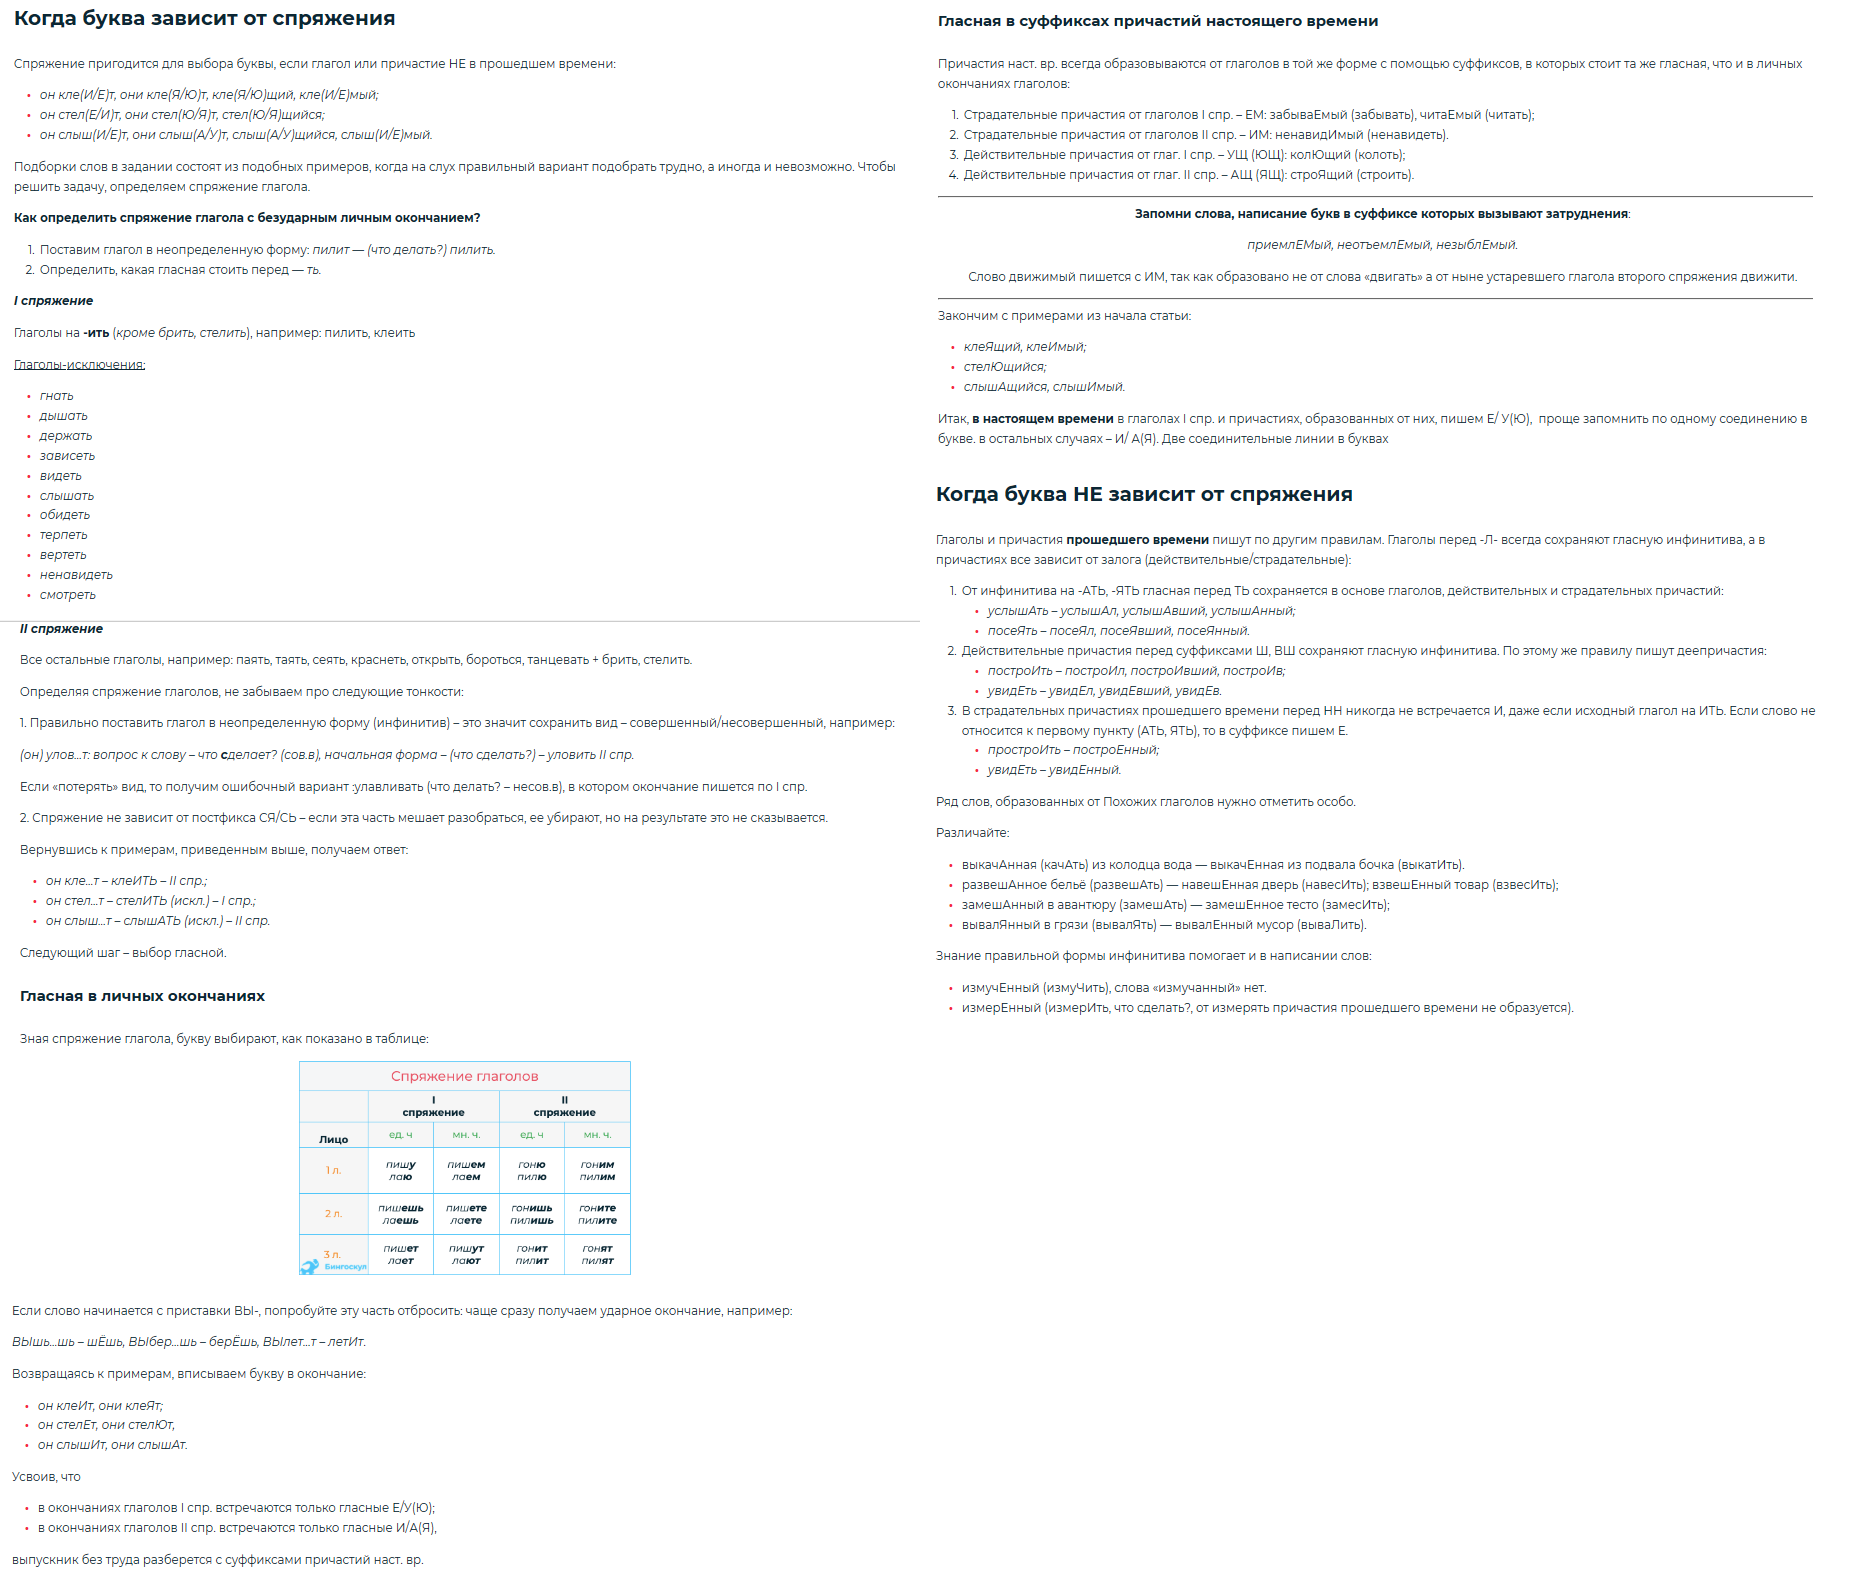 Когда буква зависит от спряжения
Спряжение пригодится для выбора буквы, если глагол или причастие НЕ в прошедшем времени:
• он кле(И/Е)т, они кле(Я/Ю)т, кле(Я/Ю)щий, кле(И/Е)мый;
• он стел(Е/И)т, они стел(Ю/Я)т, стел(Ю/Я)щийся;
• он слыш(И/Е)т, они слыш(А/У)т, слыш(А/У)щийся, слыш(И/Е)мый.
Подборки слов в задании состоят из подобных примеров, когда на слух правильный вариант подобрать трудно, а иногда и невозможно. Чтобы
решить задачу, определяем спряжение глагола.
Как определить спряжение глагола с безударным личным окончанием?
1. Поставим глагол в неопределенную форму: пилит — (что делать?) пилить.
2. Определить, какая гласная стоить перед — ть.
I спряжение
Глаголы на -ить (кроме брить, стелить), например: пилить, клеить
Глаголы-исключения:
• гнать
• дышать
• держать
• зависеть
• видеть
• слышать
• обидеть
• терпеть
• вертеть
• ненавидеть
• смотреть
II спряжение
Все остальные глаголы, например: паять, таять, сеять, краснеть, открыть, бороться, танцевать + брить, стелить.
Определяя спряжение глаголов, не забываем про следующие тонкости:
1. Правильно поставить глагол в неопределенную форму (инфинитив) – это значит сохранить вид – совершенный/несовершенный, например:
(он) улов...т: вопрос к слову – что сделает? (сов.в), начальная форма – (что сделать?) – уловить II спр.
Если «потерять» вид, то получим ошибочный вариант :улавливать (что делать? – несов.в), в котором окончание пишется по I спр.
2. Спряжение не зависит от постфикса СЯ/СЬ – если эта часть мешает разобраться, ее убирают, но на результате это не сказывается.
Вернувшись к примерам, приведенным выше, получаем ответ:
• он кле...т – клеИТЬ – II спр.;
• он стел...т – стелИТЬ (искл.) – I спр.;
• он слыш...т – слышАТЬ (искл.) – II спр.
Следующий шаг – выбор гласной.
Гласная в личных окончаниях
Зная спряжение глагола, букву выбирают, как показано в таблице:
Спряжение глаголов
I спряжение II спряжение
Лицо ед. ч мн. ч. ед. ч мн. ч.
1 л. пишу пишем гоню гоним
лаю лаем пилю пилим
2 л. пишешь пишете гонишь гоните
лаешь лаете пилишь пилите
3 л. пишет пишут гонит гонят
лает лают пилит пилят
Бингоскул
Если слово начинается с приставки ВЫ-, попробуйте эту часть отбросить: чаще сразу получаем ударное окончание, например:
ВЫшь...шь – шЁшь, ВЫбер...шь – берЁшь, ВЫлет...т – летИт.
Возвращаясь к примерам, вписываем букву в окончание:
• он клеИт, они клеЯт;
• он стелЕт, они стелЮт,
• он слышИт, они слышАт.
Усвоив, что
• в окончаниях глаголов I спр. встречаются только гласные Е/У(Ю);
• в окончаниях глаголов II спр. встречаются только гласные И/А(Я),
выпускник без труда разберется с суффиксами причастий наст. вр.
Гласная в суффиксах причастий настоящего времени
Причастия наст. вр. всегда образовываются от глаголов в той же форме с помощью суффиксов, в которых стоит та же гласная, что и в личных
окончаниях глаголов:
1. Страдательные причастия от глаголов I спр. – ЕМ: забываЕмый (забывать), читаЕмый (читать);
2. Страдательные причастия от глаголов II спр. – ИМ: ненавидИмый (ненавидеть).
3. Действительные причастия от глаг. I спр. – УЩ (ЮЩ): колЮщий (колоть);
4. Действительные причастия от глаг. II спр. – АЩ (ЯЩ): строЯщий (строить).
Запомни слова, написание букв в суффиксе которых вызывают затруднения:
приемлЕМый, неотъемлЕмый, незыблЕмый.
Слово движимый пишется с ИМ, так как образовано не от слова «двигать» а от ныне устаревшего глагола второго спряжения движити.
Закончим с примерами из начала статьи:
• клеЯщий, клеИмый;
• стелЮщийся;
• слышАщийся, слышИмый.
Итак, в настоящем времени в глаголах I спр. и причастиях, образованных от них, пишем Е/ У(Ю), проще запомнить по одному соединению в
букве. в остальных случаях – И/ А(Я). Две соединительные линии в буквах
Когда буква НЕ зависит от спряжения
Глаголы и причастия прошедшего времени пишут по другим правилам. Глаголы перед -Л- всегда сохраняют гласную инфинитива, а в
причастиях все зависит от залога (действительные/страдательные):
1. От инфинитива на -АТЬ, -ЯТЬ гласная перед ТЬ сохраняется в основе глаголов, действительных и страдательных причастий:
• услышАть – услышАл, услышАвший, услышАнный;
• посеЯть – посеЯл, посеЯвший, посеЯнный.
2. Действительные причастия перед суффиксами Ш, ВШ сохраняют гласную инфинитива. По этому же правилу пишут деепричастия:
• построИть – построИл, построИвший, построИв;
• увидЕть – увидЕл, увидЕвший, увидЕв.
3. В страдательных причастиях прошедшего времени перед НН никогда не встречается И, даже если исходный глагол на ИТЬ. Если слово не
относится к первому пункту (АТЬ, ЯТЬ), то в суффиксе пишем Е.
• простроИть – построЕнный;
• увидЕть – увидЕнный.
Ряд слов, образованных от Похожих глаголов нужно отметить особо.
Различайте:
• выкачАнная (качАть) из колодца вода — выкачЕнная из подвала бочка (выкатИть).
• развешАнное бельё (развешАть) — навешЕнная дверь (навесИть); взвешЕнный товар (взвесИть);
• замешАнный в авантюру (замешАть) — замешЕнное тесто (замесИть);
• вывалЯнный в грязи (вывалЯть) — вывалЕнный мусор (вываЛить).
Знание правильной формы инфинитива помогает и в написании слов:
• измучЕнный (измуЧить), слова «измучанный» нет.
• измерЕнный (измерИть, что сделать?, от измерять причастия прошедшего времени не образуется).